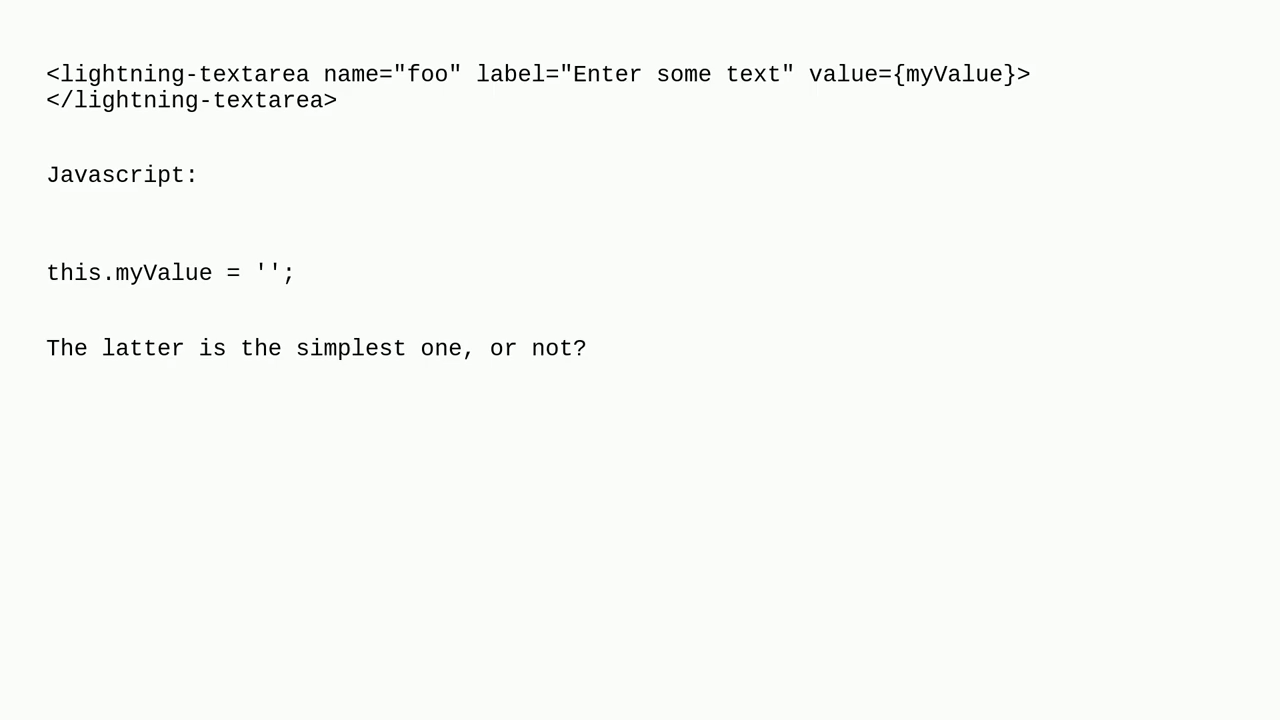 <lightning-textarea name="foo" label="Enter some text" value={myValue}>
</lightning-textarea>
Javascript:
this.myValue = '';
The latter is the simplest one, or not?